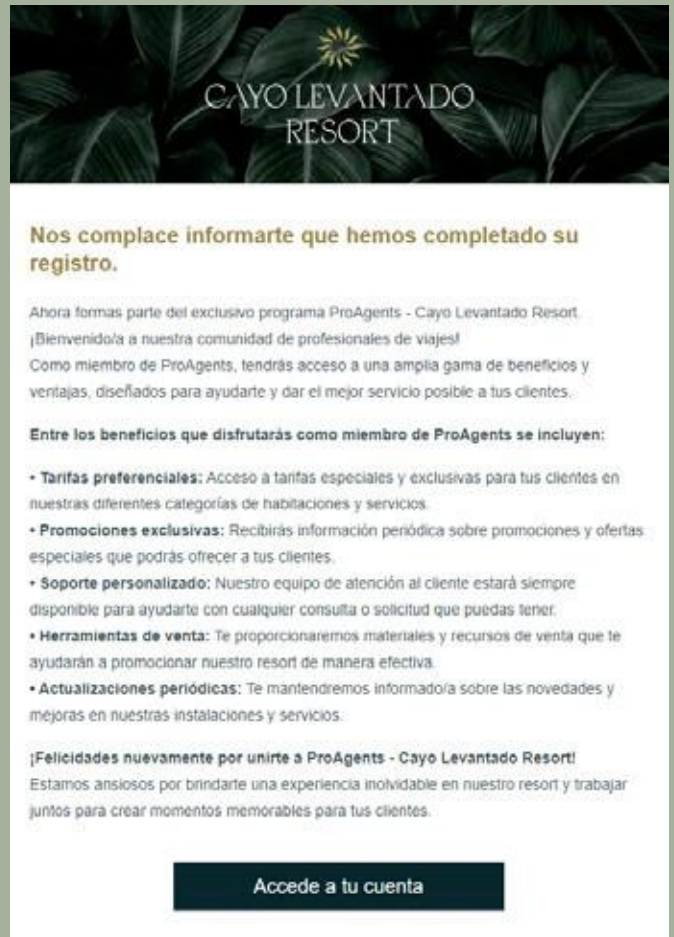 CAYO LEVANTADO
RESORT
Nos complace informarte que hemos completado su
registro.
Ahora formas parte del exclusivo programa ProAgents - Cayo Levantado Resort.
¡Bienvenido/a a nuestra comunidad de profesionales de viajes!
Como miembro de ProAgents, tendrás acceso a una amplia gama de beneficios y
ventajas, diseñados para ayudarte y dar el mejor servicio posible a tus clientes.
Entre los beneficios que disfrutarás como miembro de ProAgents se incluyen:
• Tarifas preferenciales: Acceso a tarifas especiales y exclusivas para tus clientes en
nuestras diferentes categorías de habitaciones y servicios.
• Promociones exclusivas: Recibirás información periódica sobre promociones y ofertas
especiales que podrás ofrecer a tus clientes.
• Soporte personalizado: Nuestro equipo de atención al cliente estará siempre
disponible para ayudarte con cualquier consulta o solicitud que puedas tener.
• Herramientas de venta: Te proporcionaremos materiales y recursos de venta que te
ayudarán a promocionar nuestro resort de manera efectiva.
• Actualizaciones periódicas: Te mantendremos informado/a sobre las novedades y
mejoras en nuestras instalaciones y servicios.
¡Felicidades nuevamente por unirte a ProAgents - Cayo Levantado Resort!
Estamos ansiosos por brindarte una experiencia inolvidable en nuestro resort y trabajar
juntos para crear momentos memorables para tus clientes.
Accede a tu cuenta